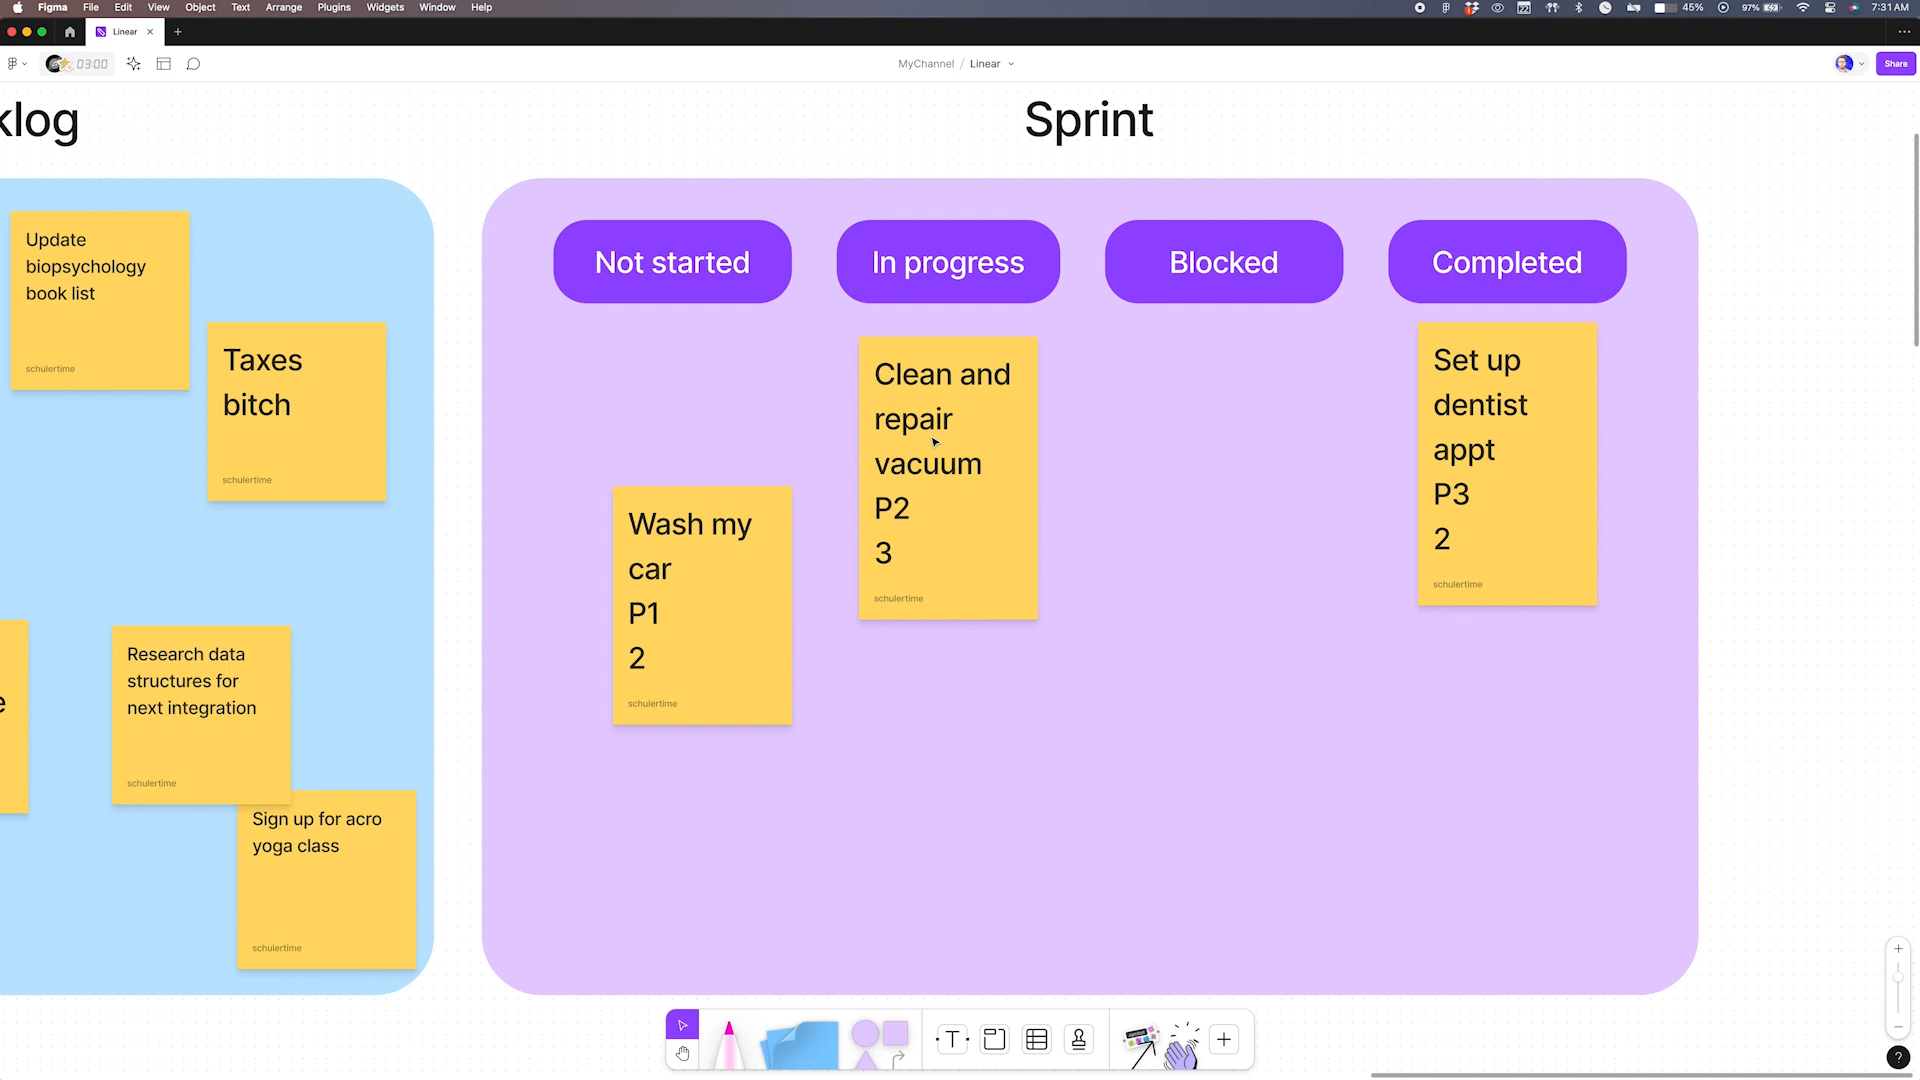 Figma File Edit View Object Text Arrange Plugins Widgets Window Help
22 45% 97% 7:31 AM
Linear
03:00
MyChannel / Linear
Share
klog
Sprint
Update
biopsychology
book list
schulertime
Taxes
bitch
schulertime
e
Research data
structures for
next integration
schulertime
Sign up for acro
yoga class
schulertime
Not started
In progress
Blocked
Completed
Wash my
car
P1
2
schulertime
Clean and
repair
vacuum
P2
3
schulertime
Set up
dentist
appt
P3
2
schulertime
T
?